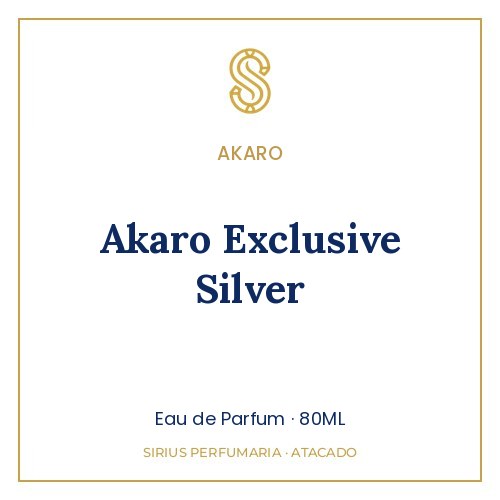 AKARO
Akaro Exclusive
Silver
Eau de Parfum · 80ML
SIRIUS PERFUMARIA · ATACADO